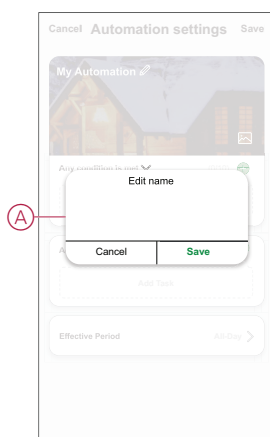 Cancel Automation settings Save
My Automation
Any condition is met
Edit name
A
Cancel Save
Add Task
Effective Period All-Day